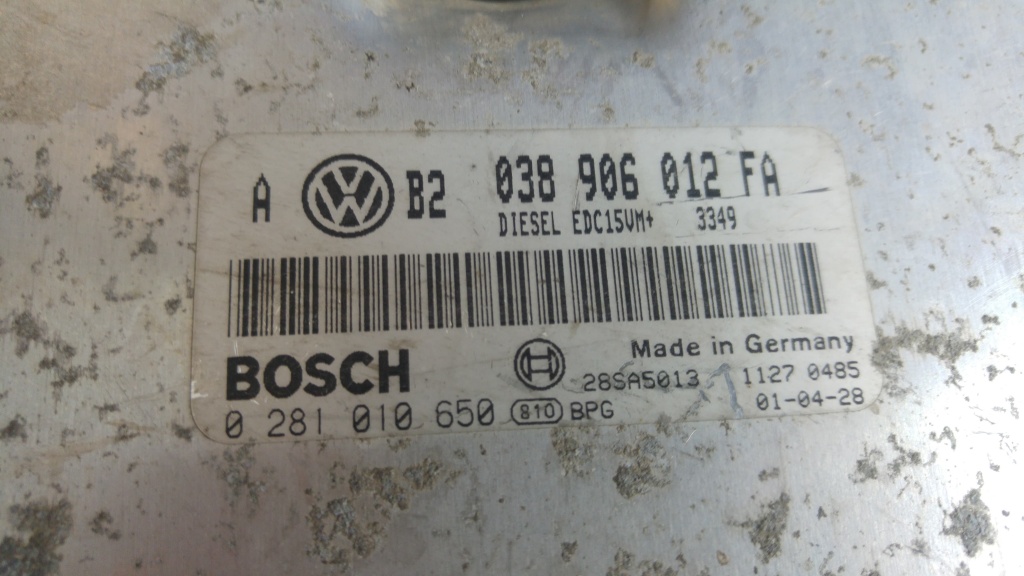 A VW B2 038 906 012 FA
DIESEL EDC15VM+ 3349
BOSCH
Made in Germany
28SA5013 1127 0485
0 281 010 650 810 BPG 01-04-28